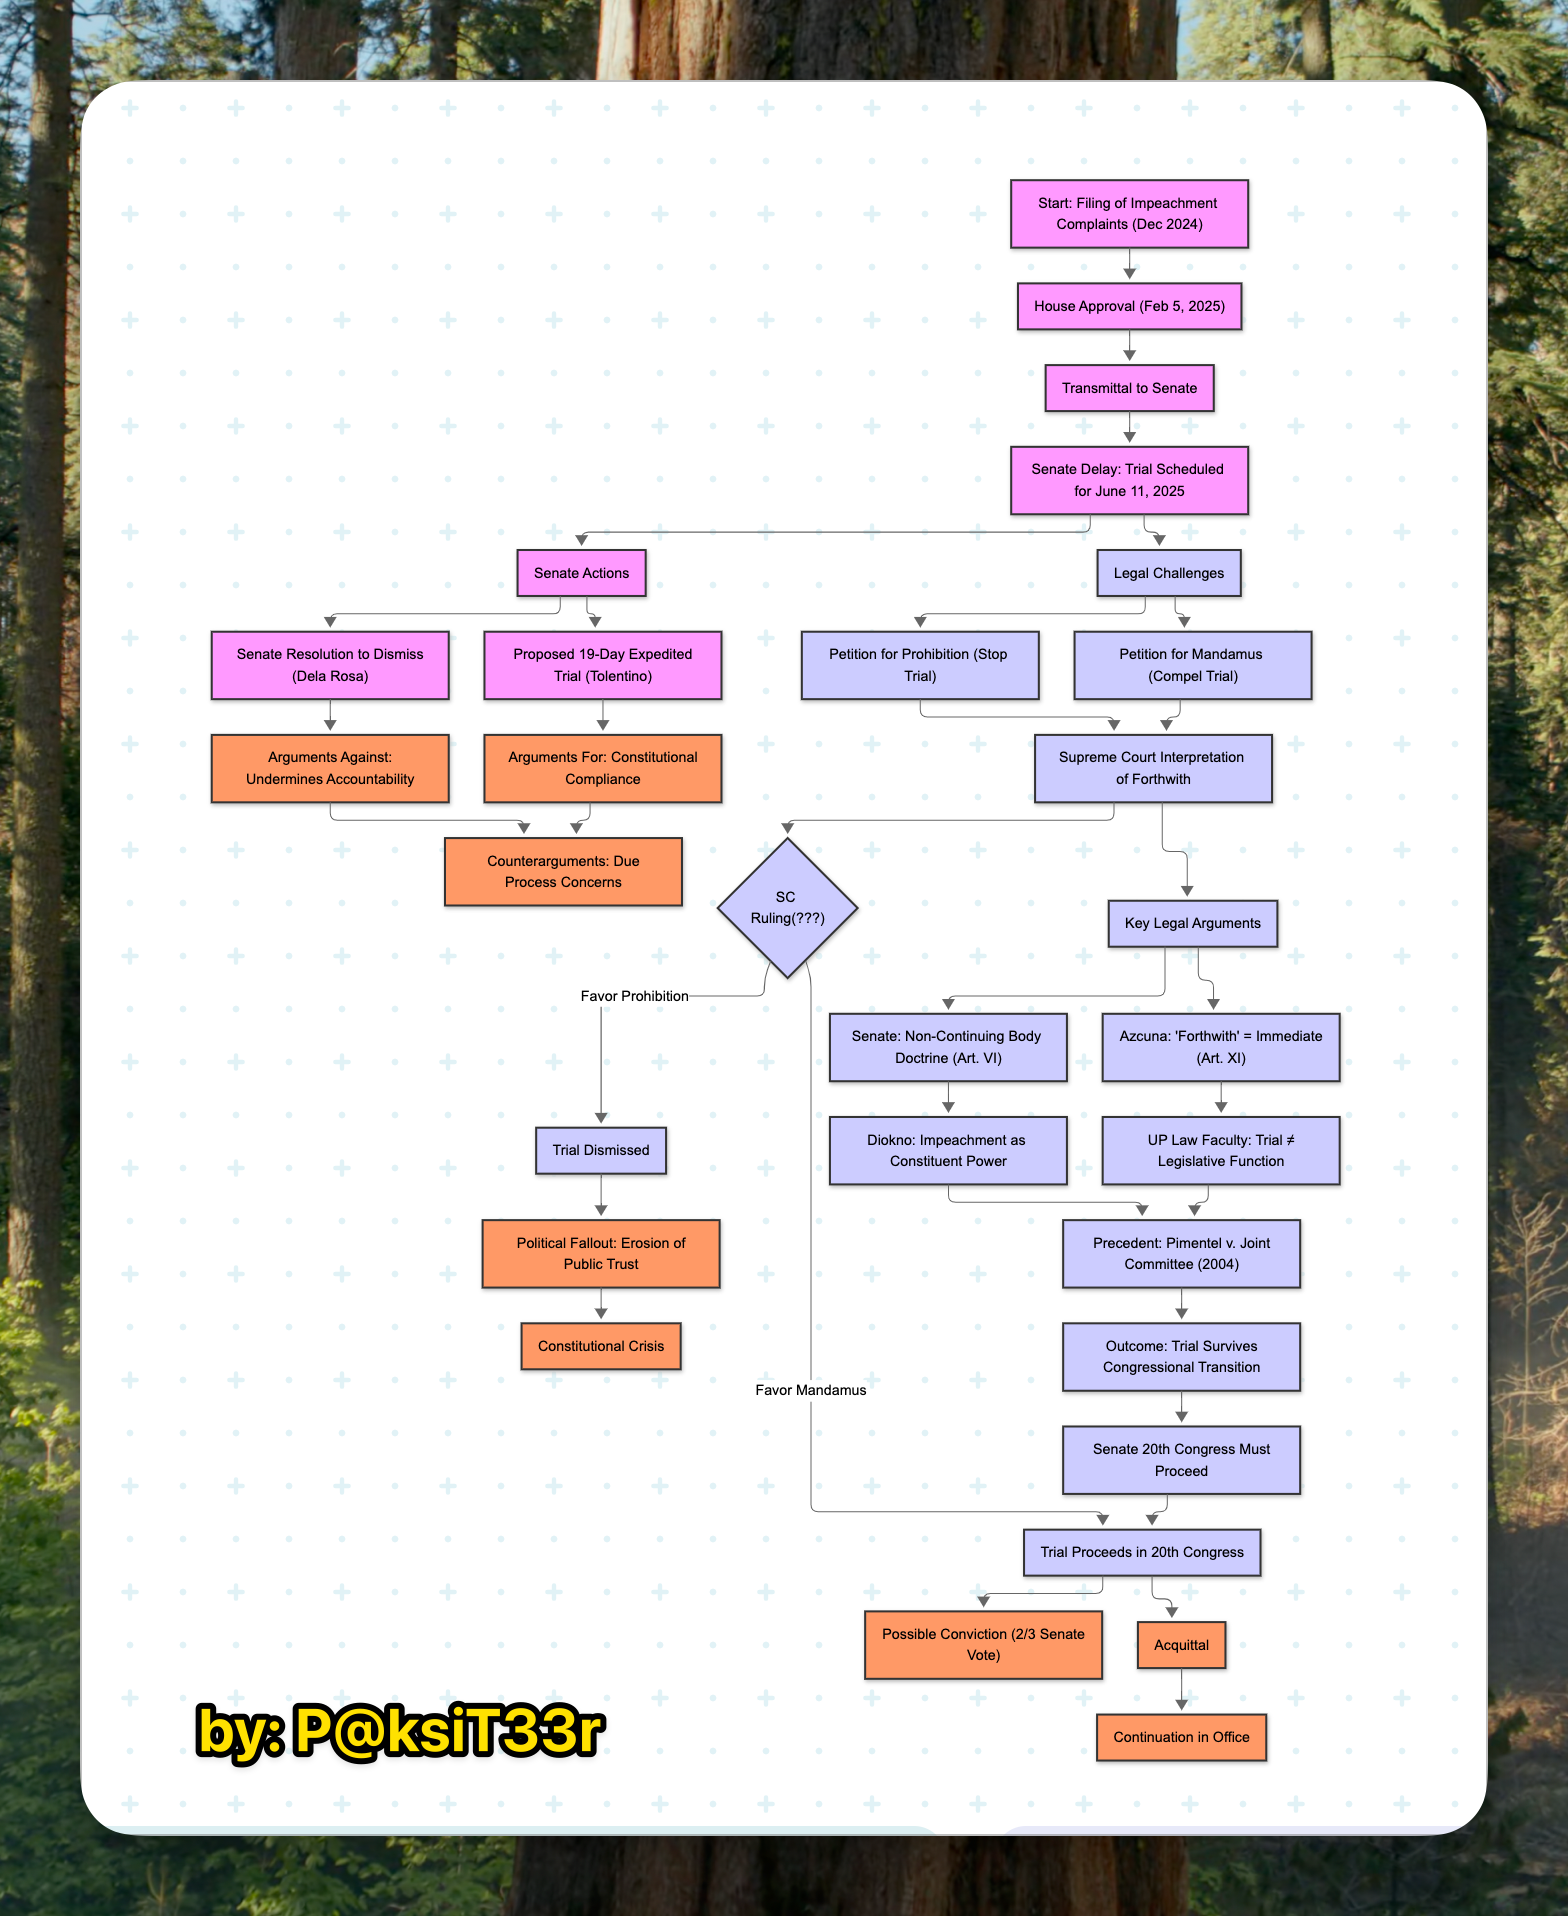 Start: Filing of Impeachment
Complaints (Dec 2024)
House Approval (Feb 5, 2025)
Transmittal to Senate
Senate Delay: Trial Scheduled
for June 11, 2025
Senate Actions
Legal Challenges
Senate Resolution to Dismiss
(Dela Rosa)
Proposed 19-Day Expedited
Trial (Tolentino)
Petition for Prohibition (Stop
Trial)
Petition for Mandamus
(Compel Trial)
Arguments Against:
Undermines Accountability
Arguments For: Constitutional
Compliance
Supreme Court Interpretation
of Forthwith
Counterarguments: Due
Process Concerns
SC
Ruling(???)
Key Legal Arguments
Favor Prohibition
Senate: Non-Continuing Body
Doctrine (Art. VI)
Azcuna: 'Forthwith' = Immediate
(Art. XI)
Trial Dismissed
Diokno: Impeachment as
Constituent Power
UP Law Faculty: Trial ≠
Legislative Function
Political Fallout: Erosion of
Public Trust
Precedent: Pimentel v. Joint
Committee (2004)
Constitutional Crisis
Outcome: Trial Survives
Congressional Transition
Favor Mandamus
Senate 20th Congress Must
Proceed
Trial Proceeds in 20th Congress
Possible Conviction (2/3 Senate
Vote)
Acquittal
Continuation in Office
by: P@ksiT33r